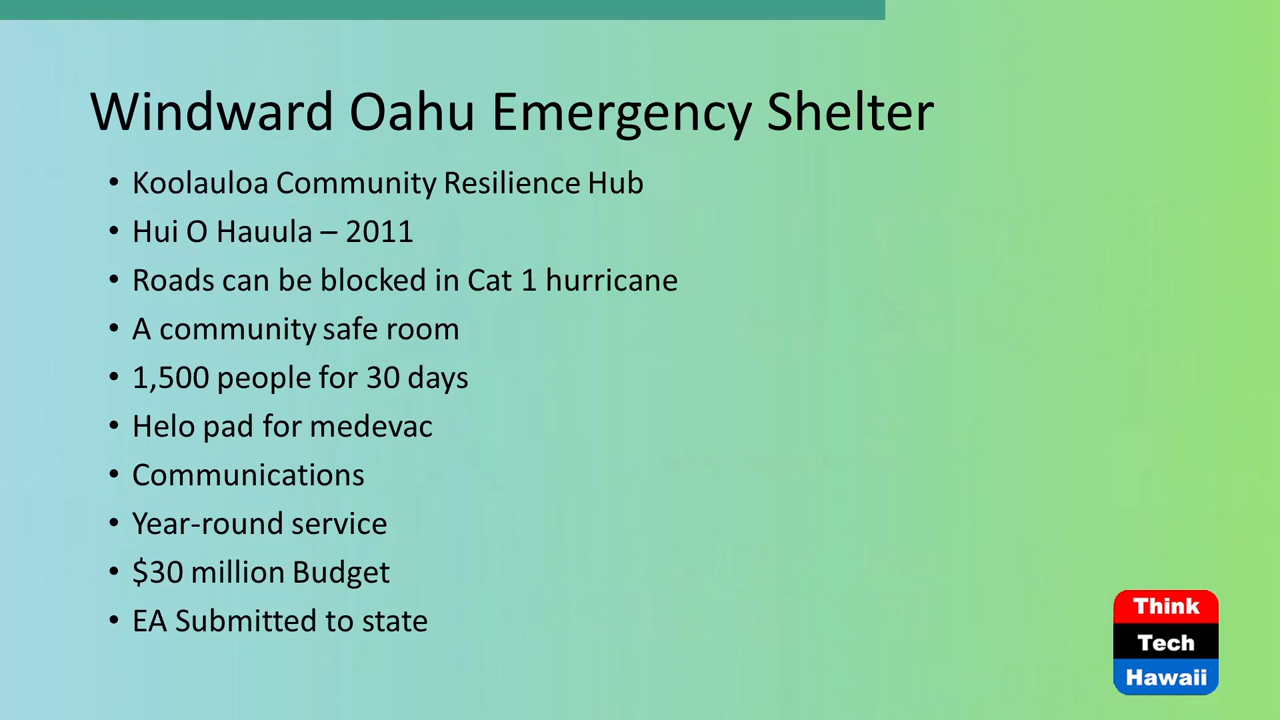 Windward Oahu Emergency Shelter
• Koolauloa Community Resilience Hub
• Hui O Hauula – 2011
• Roads can be blocked in Cat 1 hurricane
• A community safe room
• 1,500 people for 30 days
• Helo pad for medevac
• Communications
• Year-round service
• $30 million Budget
• EA Submitted to state
Think
Tech
Hawaii